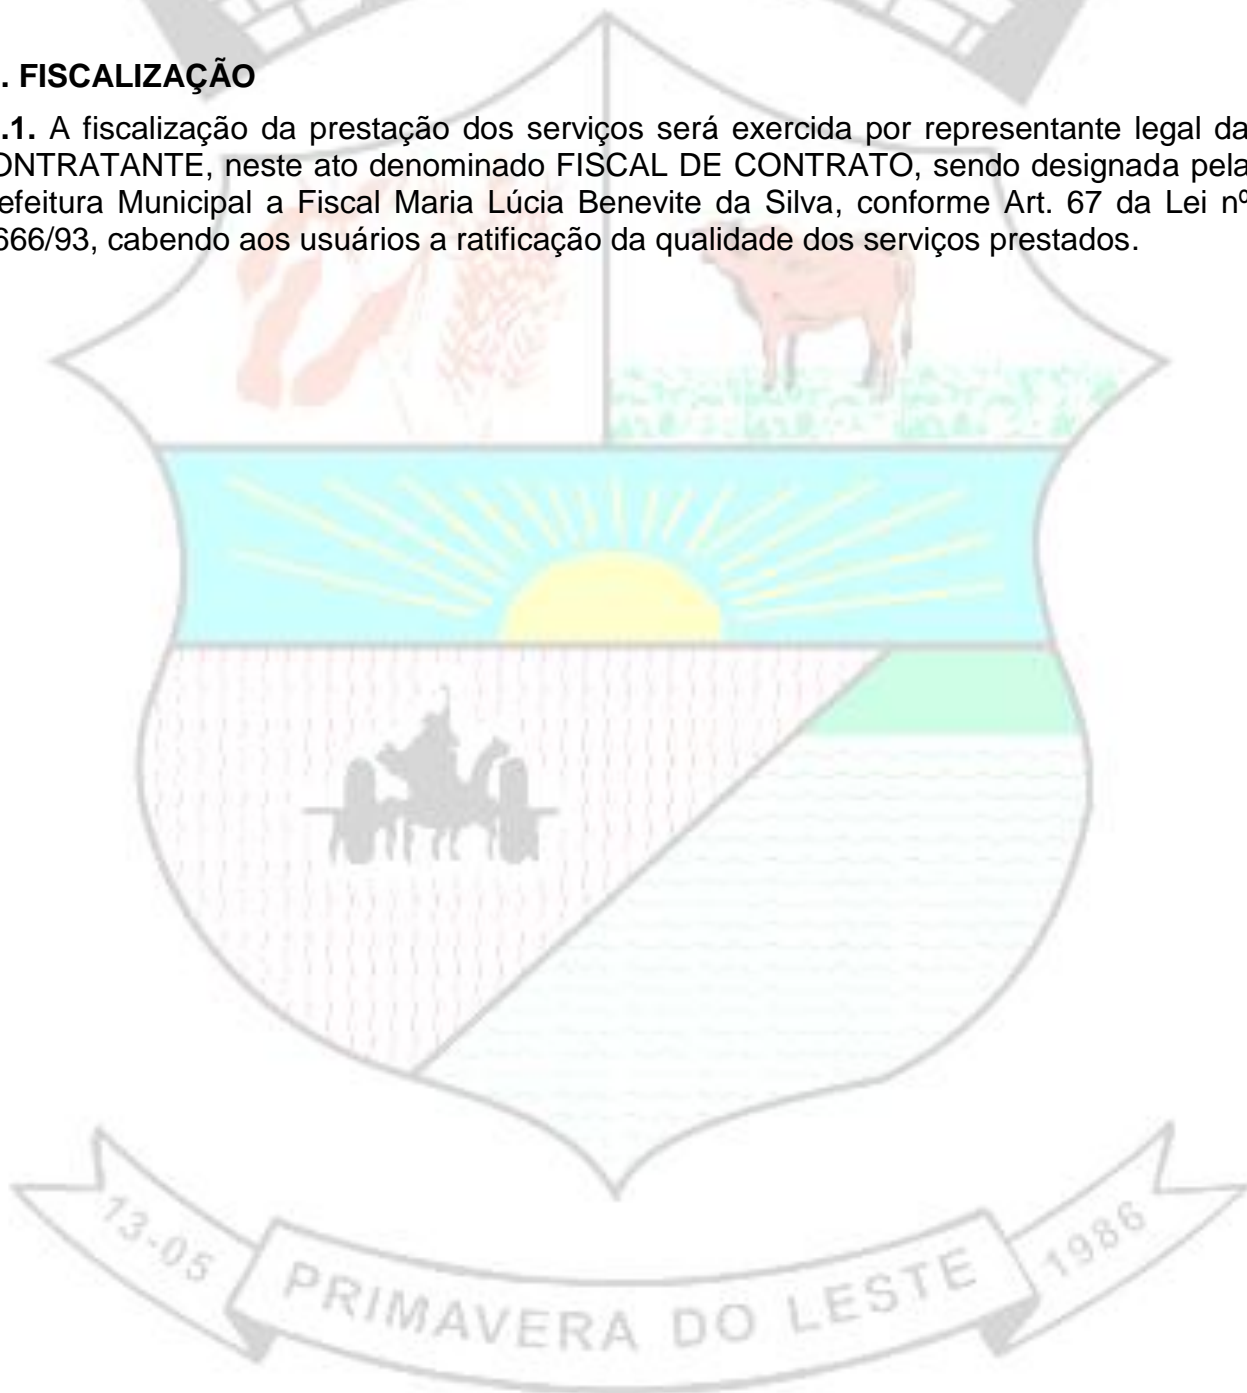 . FISCALIZAÇÃO
.1. A fiscalização da prestação dos serviços será exercida por representante legal da
ONTRATANTE, neste ato denominado FISCAL DE CONTRATO, sendo designada pela
efeitura Municipal a Fiscal Maria Lúcia Benevite da Silva, conforme Art. 67 da Lei nº
666/93, cabendo aos usuários a ratificação da qualidade dos serviços prestados.
13-05
PRIMAVERA DO LESTE
1986